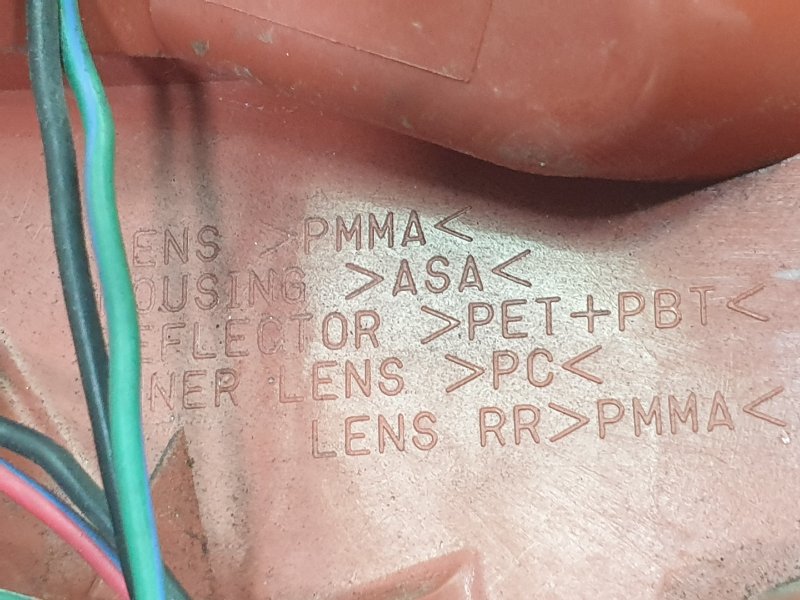 ENS >PMMA<
OUSING >ASA<
EFLECTOR >PET+PBT<
NER LENS >PC<
LENS RR>PMMA<